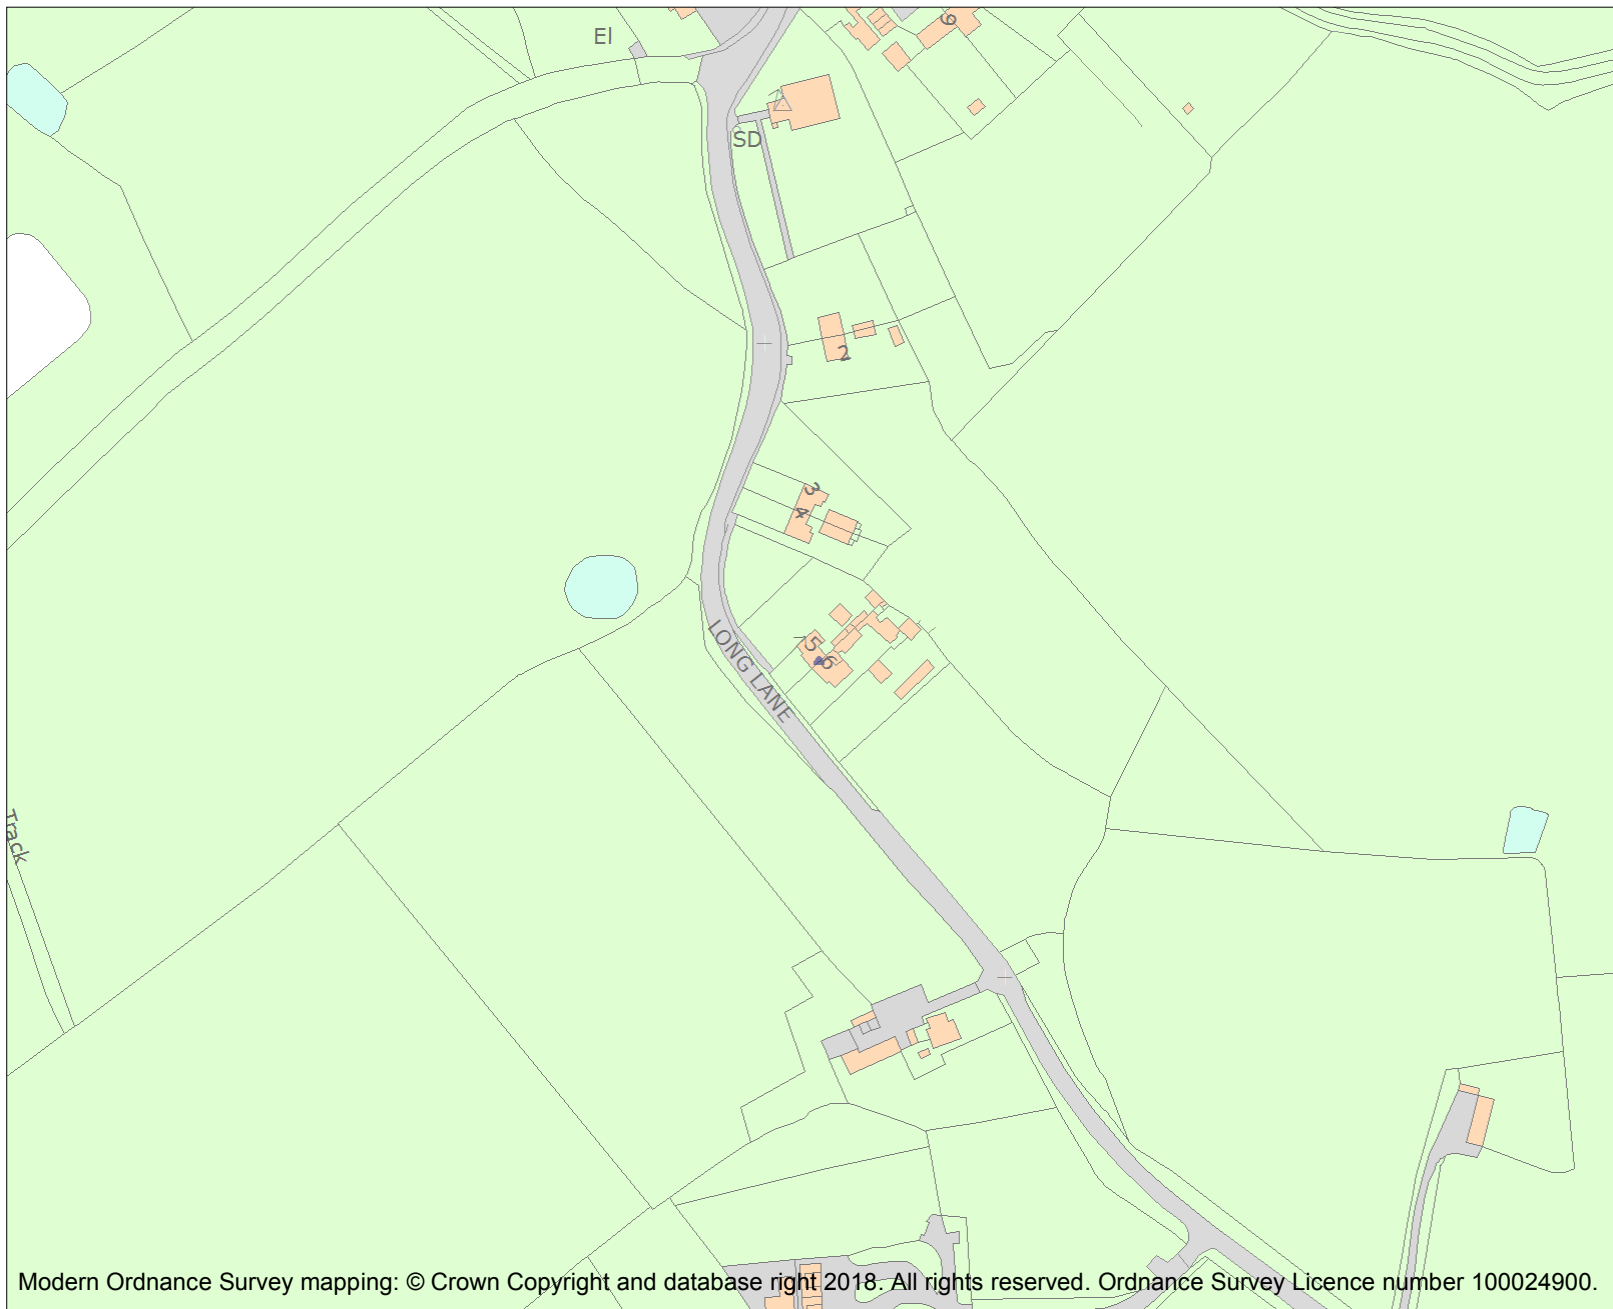 El
9
SD
2
3
4
5
6
LONG LANE
Track
Modern Ordnance Survey mapping: © Crown Copyright and database right 2018. All rights reserved. Ordnance Survey Licence number 100024900.